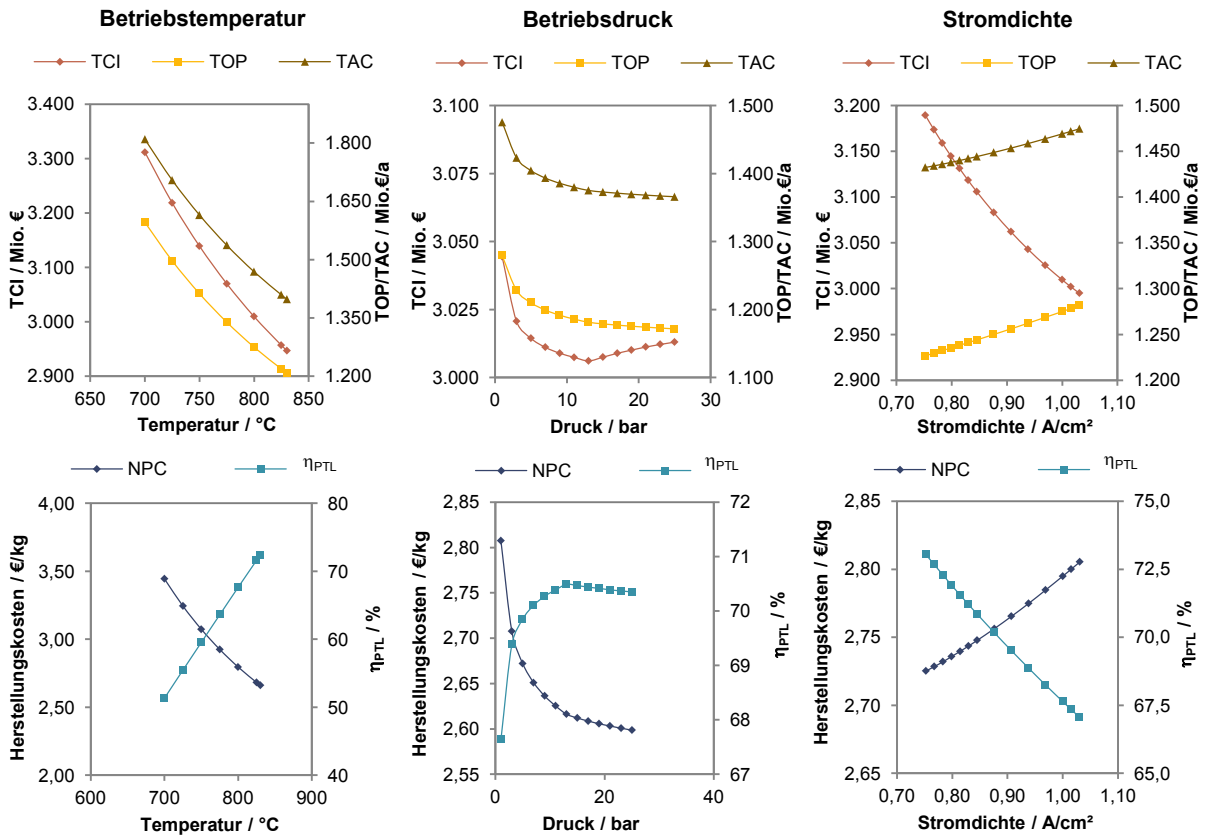 Betriebstemperatur
TCI TOP TAC
TCI / Mio. €
3.400
3.300
3.200
3.100
3.000
2.900
1.800
1.650
1.500
1.350
1.200
TOP/TAC / Mio.€/a
650 700 750 800 850
Temperatur / °C
Betriebsdruck
TCI TOP TAC
TCI / Mio. €
3.100
3.075
3.050
3.025
3.000
1.500
1.400
1.300
1.200
1.100
TOP/TAC / Mio.€/a
0 10 20 30
Druck / bar
Stromdichte
TCI TOP TAC
TCI / Mio. €
3.200
3.150
3.100
3.050
3.000
2.950
2.900
1.500
1.450
1.400
1.350
1.300
1.250
1.200
TOP/TAC / Mio.€/a
0,70 0,80 0,90 1,00 1,10
Stromdichte / A/cm²
NPC ηPTL
Herstellungskosten / €/kg
4,00
3,50
3,00
2,50
2,00
80
70
60
50
40
ηPTL / %
600 700 800 900
Temperatur / °C
NPC ηPTL
Herstellungskosten / €/kg
2,85
2,80
2,75
2,70
2,65
2,60
2,55
72
71
70
69
68
67
ηPTL / %
0 20 40
Druck / bar
NPC ηPTL
Herstellungskosten / €/kg
2,85
2,80
2,75
2,70
2,65
75,0
72,5
70,0
67,5
65,0
ηPTL / %
0,70 0,80 0,90 1,00 1,10
Stromdichte / A/cm²